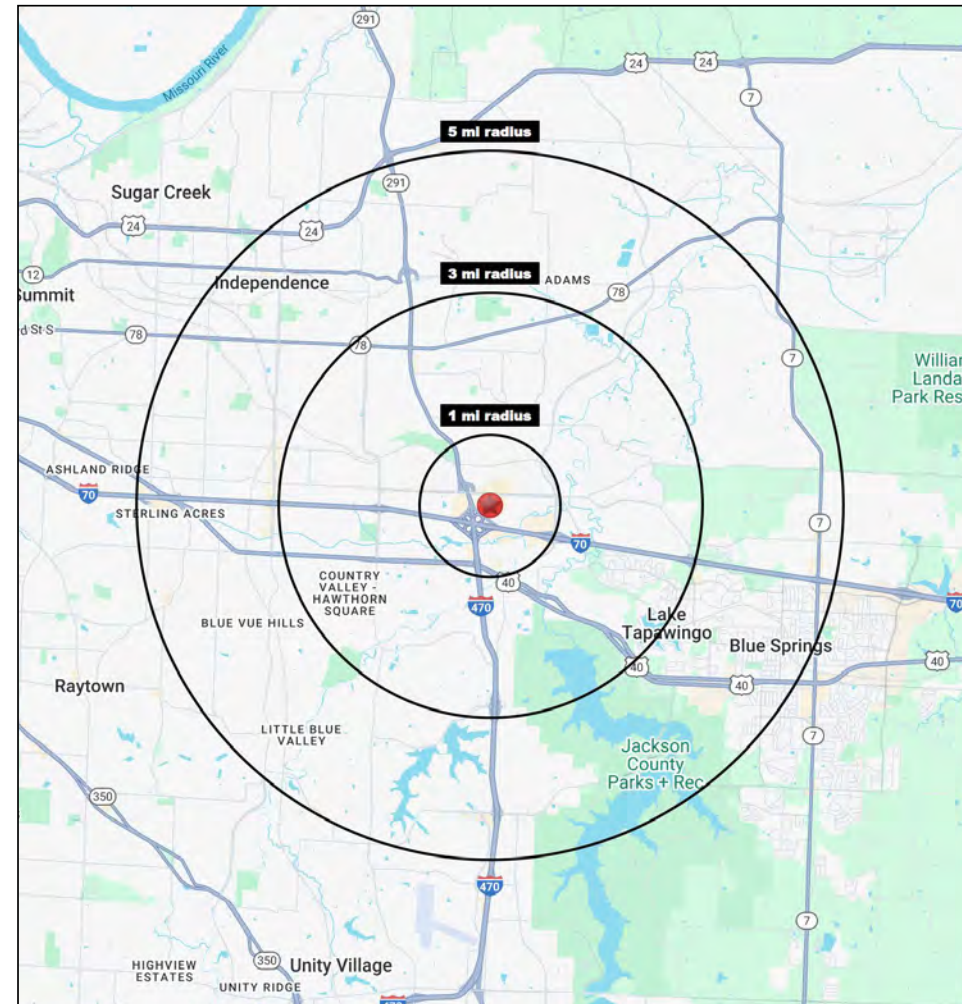 291
Missouri River
24
24
24
7
5 mi radius
291
Sugar Creek
24
24
3 mi radius
12
Independence
ADAMS
Summit
78
d St S
78
78
7
William
Landa
Park Res
1 mi radius
ASHLAND RIDGE
70
STERLING ACRES
7
70
COUNTRY
VALLEY -
HAWTHORN
SQUARE
40
470
70
BLUE VUE HILLS
Lake
Tapawingo
Blue Springs
40
40
40
Raytown
LITTLE BLUE
VALLEY
7
Jackson
County
Parks + Rec
350
470
7
350
Unity Village
HIGHVIEW
ESTATES
UNITY RIDGE